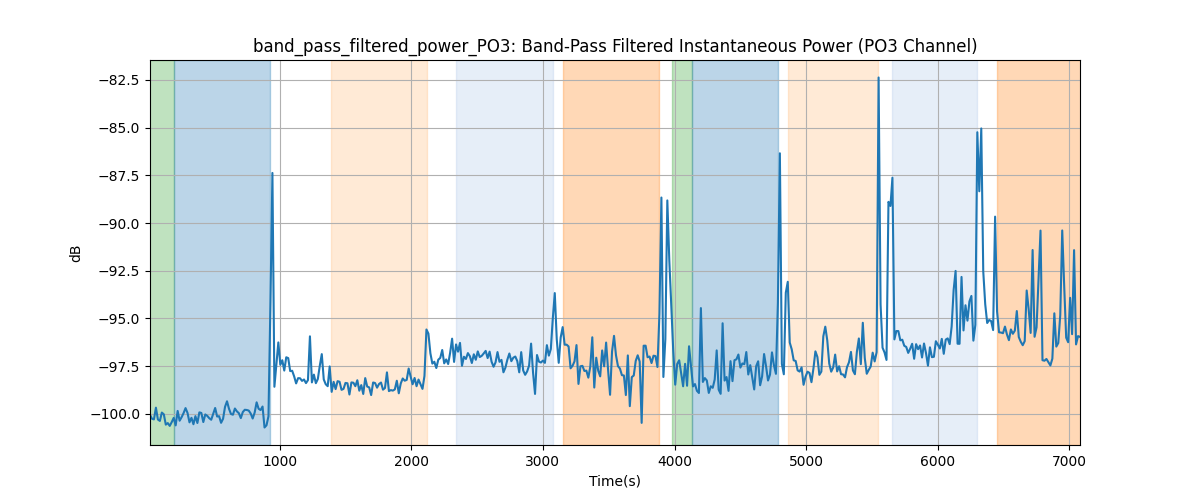 band_pass_filtered_power_PO3: Band-Pass Filtered Instantaneous Power (PO3 Channel)
−82.5
−85.0
−87.5
−90.0
−92.5
−95.0
−97.5
−100.0
dB
1000 2000 3000 4000 5000 6000 7000
Time(s)